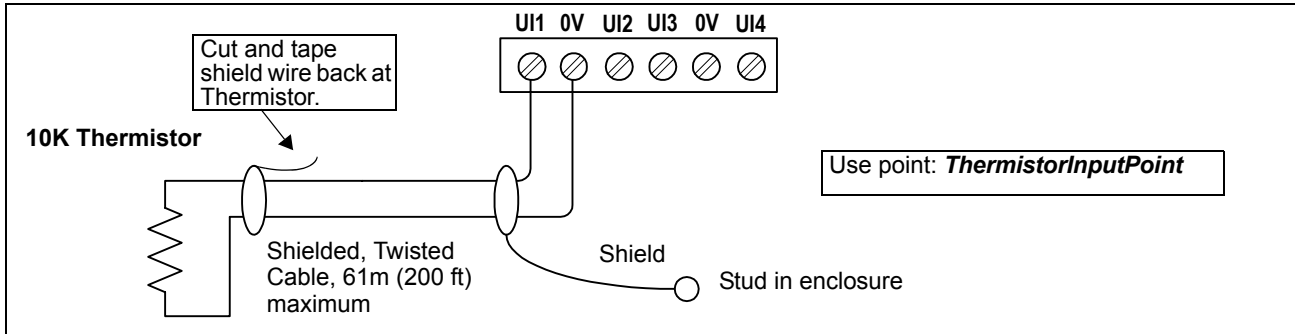 UI1 0V UI2 UI3 0V UI4
Cut and tape
shield wire back at
Thermistor.
10K Thermistor
Use point: ThermistorInputPoint
Shielded, Twisted
Cable, 61m (200 ft)
maximum
Shield
Stud in enclosure